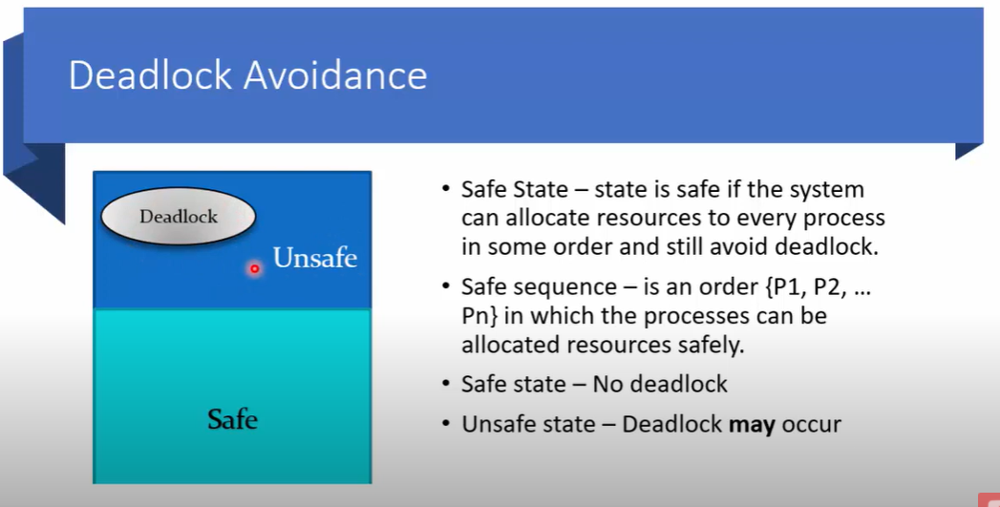 Deadlock Avoidance
Deadlock
Unsafe
Safe
• Safe State – state is safe if the system
can allocate resources to every process
in some order and still avoid deadlock.
• Safe sequence – is an order {P1, P2, ...
Pn} in which the processes can be
allocated resources safely.
• Safe state – No deadlock
• Unsafe state – Deadlock may occur